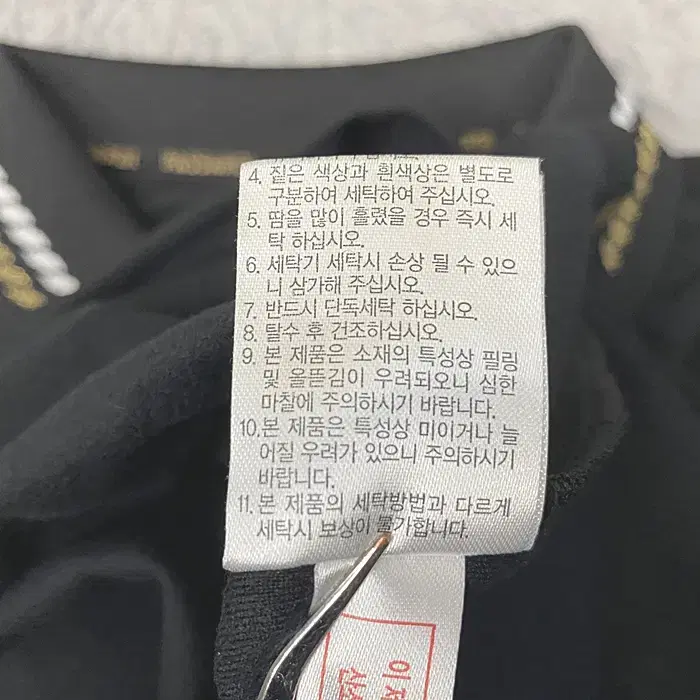 4. 짙은 색상과 흰색상은 별도로
구분하여 세탁하여 주십시오.
5. 땀을 많이 흘렸을 경우 즉시 세
탁 하십시오.
6. 세탁기 세탁시 손상 될 수 있으
니 삼가해 주십시오.
7. 반드시 단독세탁 하십시오.
8. 탈수 후 건조하십시오.
9. 본 제품은 소재의 특성상 필링
및 올뜯김이 우려되오니 심한
마찰에 주의하시기 바랍니다.
10.본 제품은 특성상 미이거나 늘
어질 우려가 있으니 주의하시기
바랍니다.
11.본 제품의 세탁방법과 다르게
세탁시 보상이 불가합니다.
이